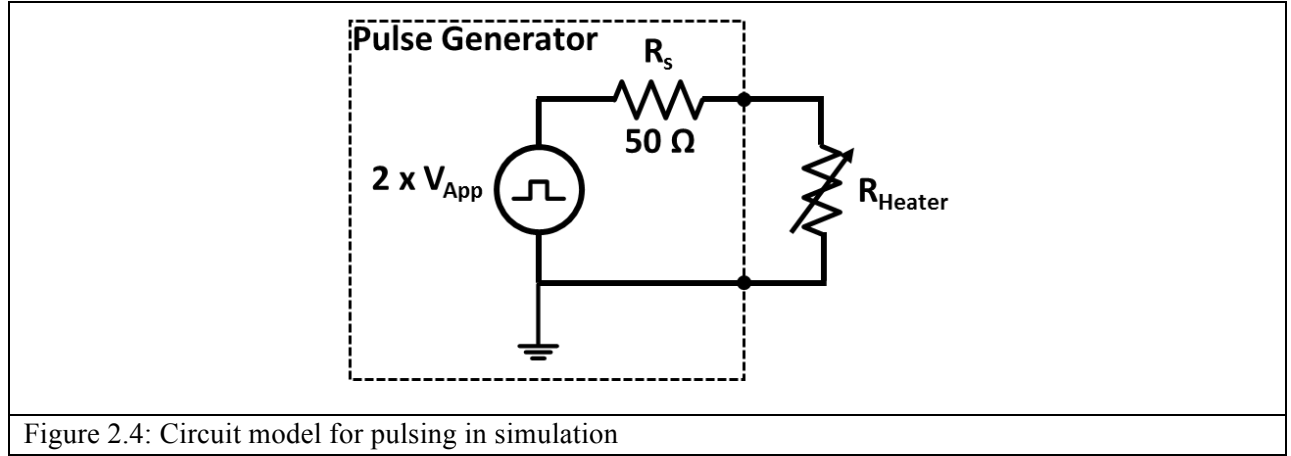 Pulse Generator
Rs
50 Ω
2 x VApp
RHeater
Figure 2.4: Circuit model for pulsing in simulation